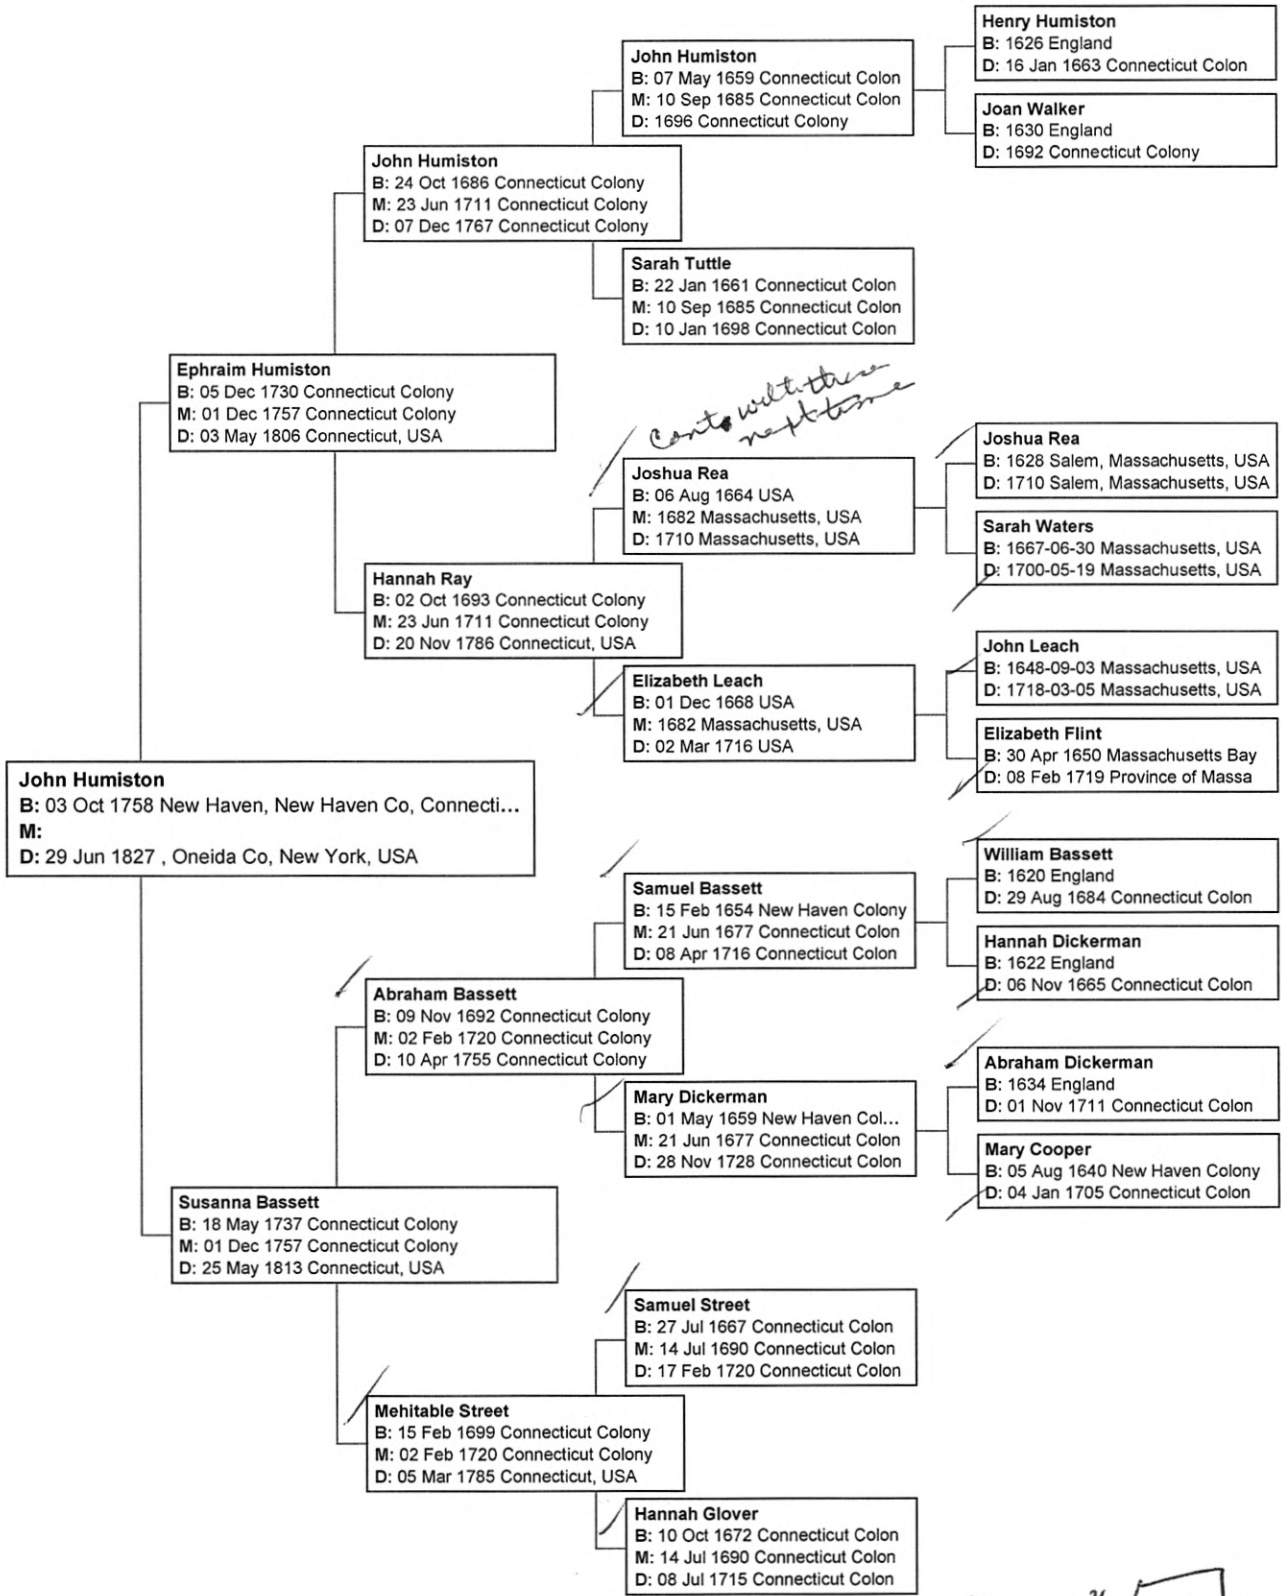 Henry Humiston
B: 1626 England
D: 16 Jan 1663 Connecticut Colon
John Humiston
B: 07 May 1659 Connecticut Colon
M: 10 Sep 1685 Connecticut Colon
D: 1696 Connecticut Colony
Joan Walker
B: 1630 England
D: 1692 Connecticut Colony
John Humiston
B: 24 Oct 1686 Connecticut Colony
M: 23 Jun 1711 Connecticut Colony
D: 07 Dec 1767 Connecticut Colony
Sarah Tuttle
B: 22 Jan 1661 Connecticut Colon
M: 10 Sep 1685 Connecticut Colon
D: 10 Jan 1698 Connecticut Colon
Ephraim Humiston
B: 05 Dec 1730 Connecticut Colony
M: 01 Dec 1757 Connecticut Colony
D: 03 May 1806 Connecticut, USA
cont. with these
next time
Joshua Rea
B: 06 Aug 1664 USA
M: 1682 Massachusetts, USA
D: 1710 Massachusetts, USA
Joshua Rea
B: 1628 Salem, Massachusetts, USA
D: 1710 Salem, Massachusetts, USA
Sarah Waters
B: 1667-06-30 Massachusetts, USA
D: 1700-05-19 Massachusetts, USA
Hannah Ray
B: 02 Oct 1693 Connecticut Colony
M: 23 Jun 1711 Connecticut Colony
D: 20 Nov 1786 Connecticut, USA
John Leach
B: 1648-09-03 Massachusetts, USA
D: 1718-03-05 Massachusetts, USA
Elizabeth Leach
B: 01 Dec 1668 USA
M: 1682 Massachusetts, USA
D: 02 Mar 1716 USA
Elizabeth Flint
B: 30 Apr 1650 Massachusetts Bay
D: 08 Feb 1719 Province of Massa
John Humiston
B: 03 Oct 1758 New Haven, New Haven Co, Connecti...
M:
D: 29 Jun 1827 , Oneida Co, New York, USA
William Bassett
B: 1620 England
D: 29 Aug 1684 Connecticut Colon
Samuel Bassett
B: 15 Feb 1654 New Haven Colony
M: 21 Jun 1677 Connecticut Colon
D: 08 Apr 1716 Connecticut Colon
Hannah Dickerman
B: 1622 England
D: 06 Nov 1665 Connecticut Colon
Abraham Bassett
B: 09 Nov 1692 Connecticut Colony
M: 02 Feb 1720 Connecticut Colony
D: 10 Apr 1755 Connecticut Colony
Abraham Dickerman
B: 1634 England
D: 01 Nov 1711 Connecticut Colon
Mary Dickerman
B: 01 May 1659 New Haven Col...
M: 21 Jun 1677 Connecticut Colon
D: 28 Nov 1728 Connecticut Colon
Mary Cooper
B: 05 Aug 1640 New Haven Colony
D: 04 Jan 1705 Connecticut Colon
Susanna Bassett
B: 18 May 1737 Connecticut Colony
M: 01 Dec 1757 Connecticut Colony
D: 25 May 1813 Connecticut, USA
Samuel Street
B: 27 Jul 1667 Connecticut Colon
M: 14 Jul 1690 Connecticut Colon
D: 17 Feb 1720 Connecticut Colon
Mehitable Street
B: 15 Feb 1699 Connecticut Colony
M: 02 Feb 1720 Connecticut Colony
D: 05 Mar 1785 Connecticut, USA
Hannah Glover
B: 10 Oct 1672 Connecticut Colon
M: 14 Jul 1690 Connecticut Colon
D: 08 Jul 1715 Connecticut Colon